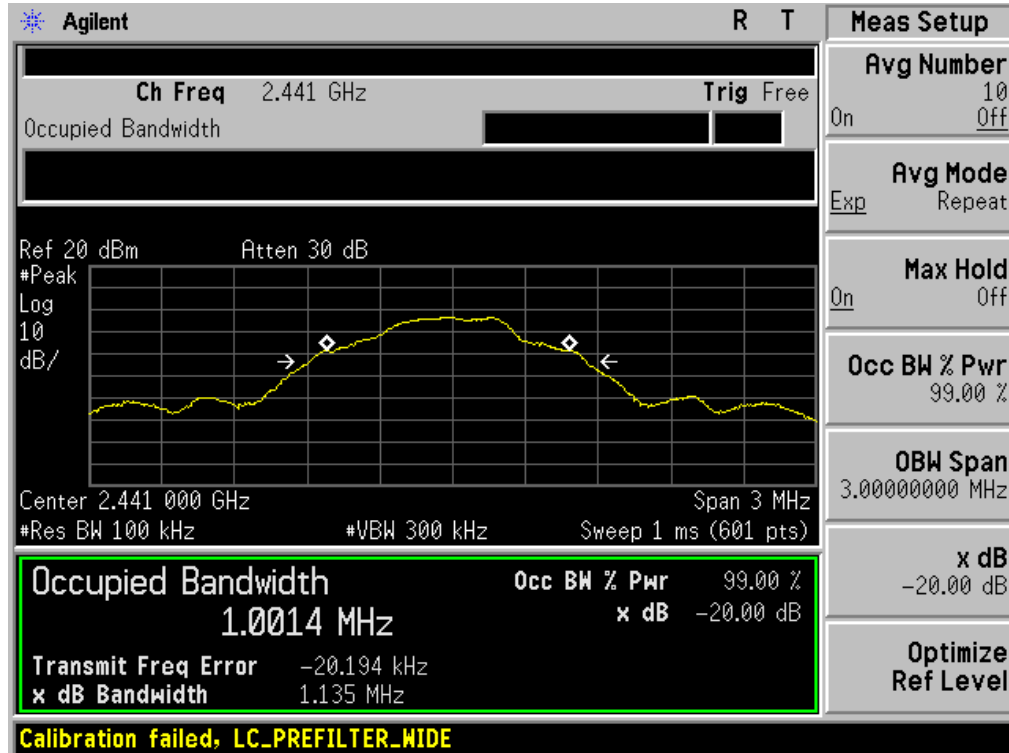 Agilent R T
Ch Freq 2.441 GHz Trig Free
Occupied Bandwidth
Ref 20 dBm Atten 30 dB
#Peak
Log
10
dB/
Center 2.441 000 GHz Span 3 MHz
#Res BW 100 kHz #VBW 300 kHz Sweep 1 ms (601 pts)
Occupied Bandwidth Occ BW % Pwr 99.00 %
1.0014 MHz x dB -20.00 dB
Transmit Freq Error -20.194 kHz
x dB Bandwidth 1.135 MHz
Calibration failed, LC_PREFILTER_WIDE
Meas Setup
Avg Number
10
On Off
Avg Mode
Exp Repeat
Max Hold
On Off
Occ BW % Pwr
99.00 %
OBW Span
3.00000000 MHz
x dB
-20.00 dB
Optimize
Ref Level